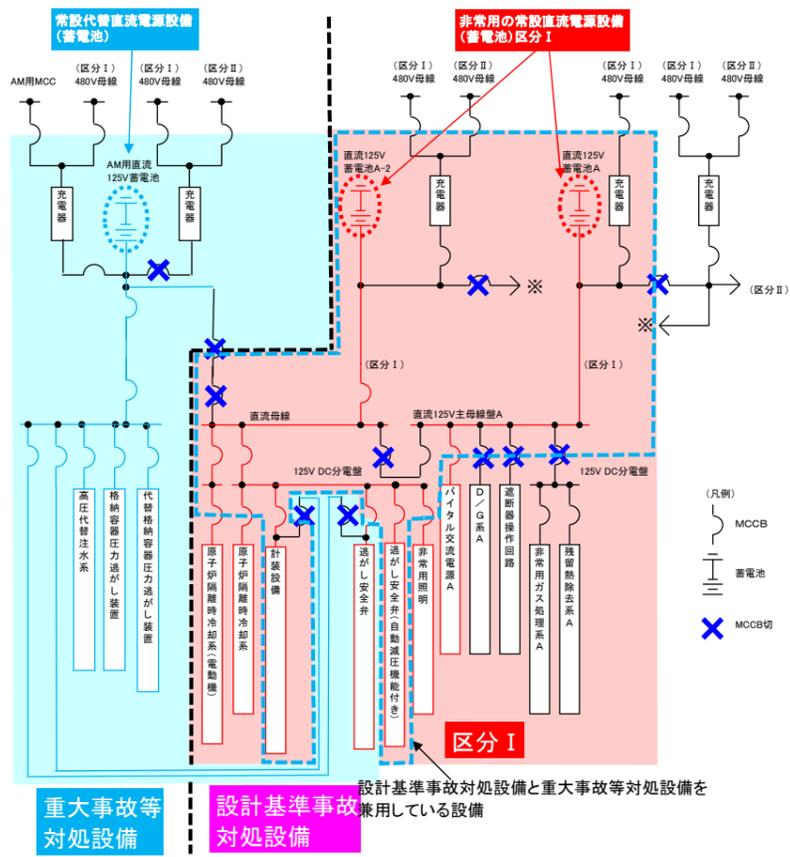 常設代替直流電源設備
(蓄電池)
非常用の常設直流電源設備
(蓄電池)区分Ⅰ
AM用MCC
(区分Ⅰ)
480V母線
(区分Ⅰ)
480V母線
(区分Ⅱ)
480V母線
(区分Ⅰ)
480V母線
(区分Ⅱ)
480V母線
(区分Ⅰ)
480V母線
(区分Ⅰ)
480V母線
(区分Ⅱ)
480V母線
AM用直流
125V蓄電池
直流125V
蓄電池A-2
直流125V
蓄電池A
充電器
充電器
充電器
充電器
充電器
※
(区分Ⅱ)
※
(区分Ⅰ)
(区分Ⅰ)
直流母線
直流125V主母線盤A
125V DC分電盤
125V DC分電盤
高圧代替注水系
格納容器圧力逃がし装置
代替格納容器圧力逃がし装置
原子炉隔離時冷却系(電動機)
原子炉隔離時冷却系
計装設備
逃がし安全弁
逃がし安全弁(自動減圧機能付き)
非常用照明
バイタル交流電源A
D/G系A
遮断器操作回路
非常用ガス処理系A
残留熱除去系A
(凡例)
MCCB
蓄電池
MCCB切
区分Ⅰ
設計基準事故対処設備と重大事故等対処設備を
兼用している設備
重大事故等
対処設備
設計基準事故
対処設備